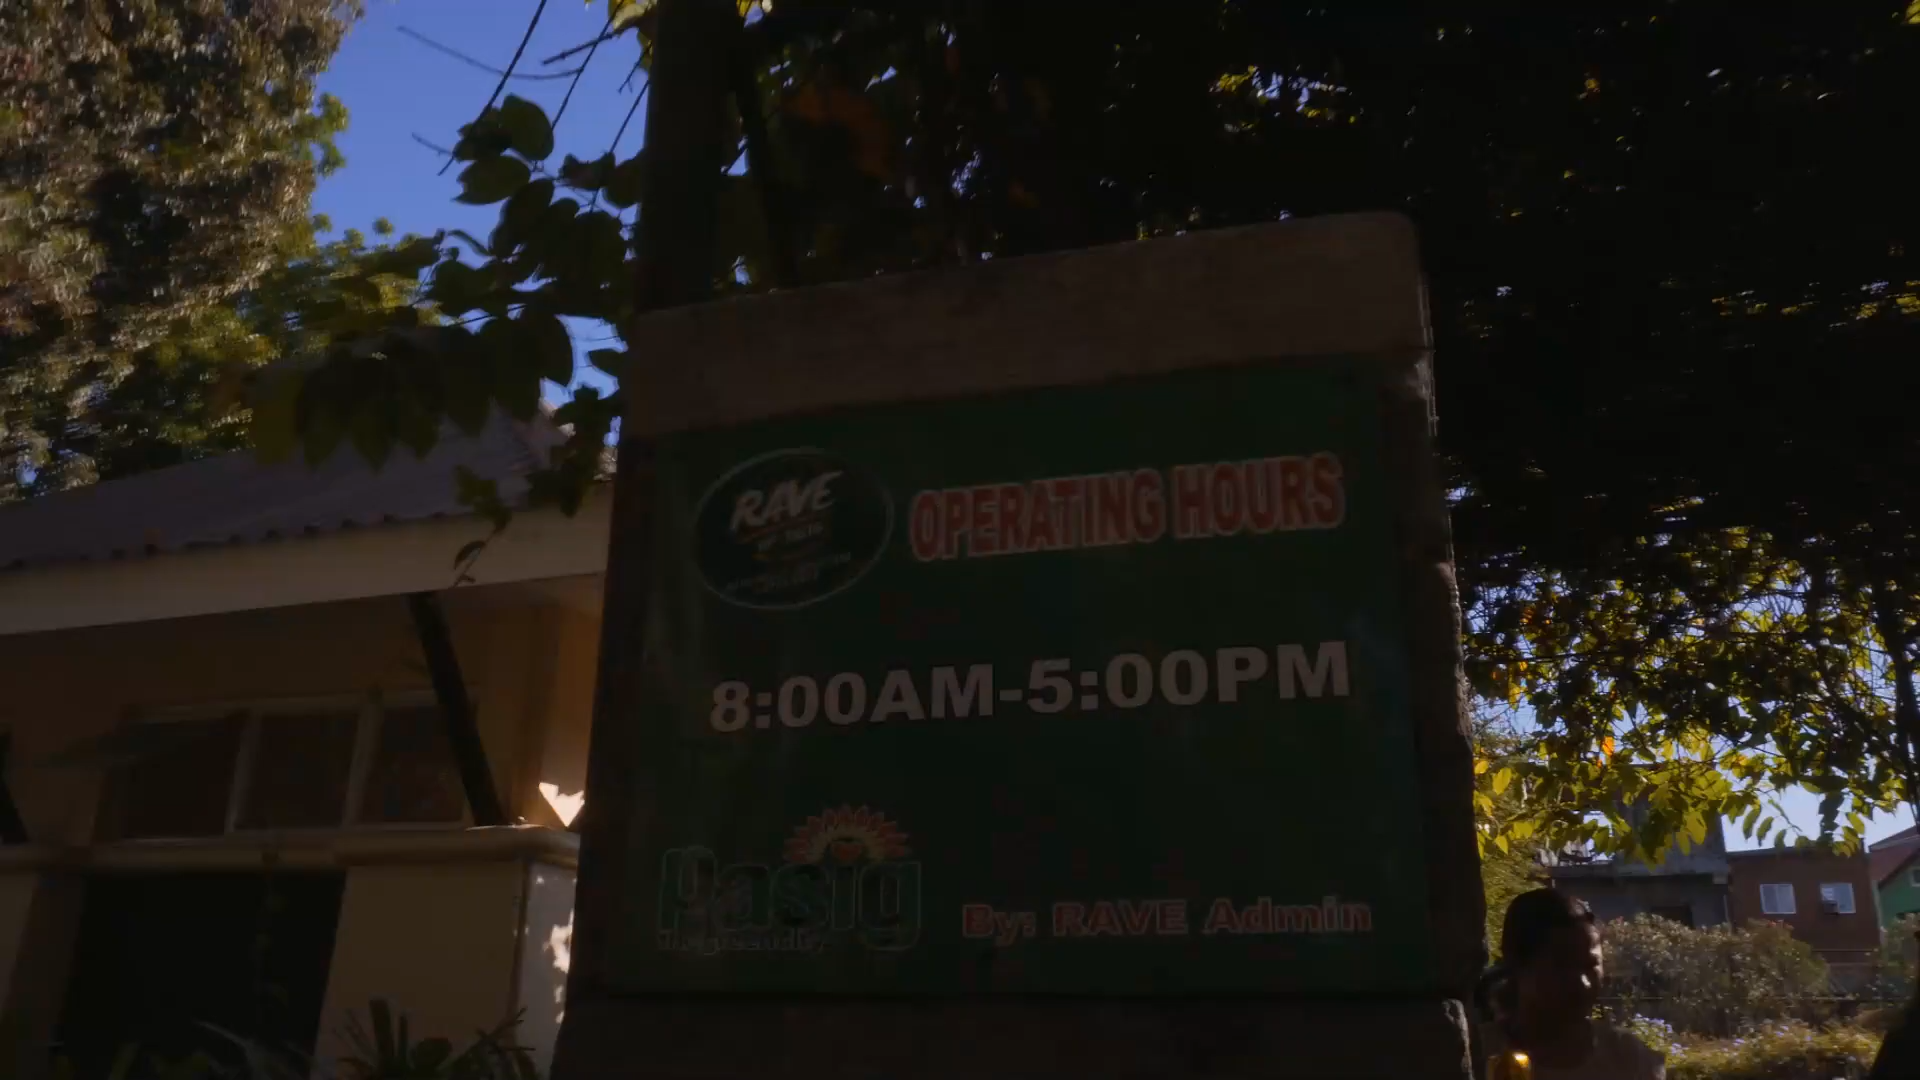 RAVE
OPERATING HOURS
8:00AM-5:00PM
Pasig
By: RAVE Admin